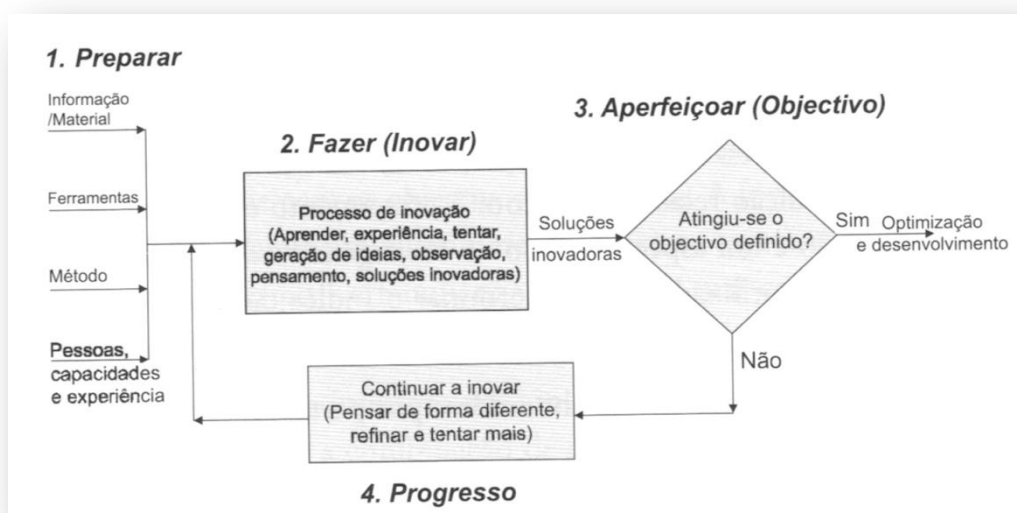 1. Preparar
Informação
/Material
Ferramentas
Método
Pessoas,
capacidades
e experiência
2. Fazer (Inovar)
Processo de inovação
(Aprender, experiência, tentar,
geração de ideias, observação,
pensamento, soluções inovadoras)
Soluções
inovadoras
3. Aperfeiçoar (Objectivo)
Atingiu-se o
objectivo definido?
Sim
Optimização
e desenvolvimento
Não
Continuar a inovar
(Pensar de forma diferente,
refinar e tentar mais)
4. Progresso